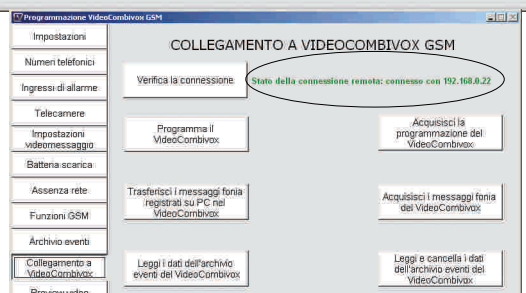 Programmazione VideoCombivox GSM
COLLEGAMENTO A VIDEOCOMBIVOX GSM
Impostazioni
Numeri telefonici
Ingressi di allarme
Telecamere
Impostazioni
videomessaggio
Batteria scarica
Assenza rete
Funzioni GSM
Archivio eventi
Collegamento a
VideoCombivox
Preview video
Verifica la connessione
Stato della connessione remota: connesso con 192.168.0.22
Programma il
VideoCombivox
Acquisisci la
programmazione del
VideoCombivox
Trasferisci i messaggi fonia
registrati su PC nel
VideoCombivox
Acquisisci i messaggi fonia
del VideoCombivox
Leggi i dati dell'archivio
eventi del VideoCombivox
Leggi e cancella i dati
dell'archivio eventi del
VideoCombivox